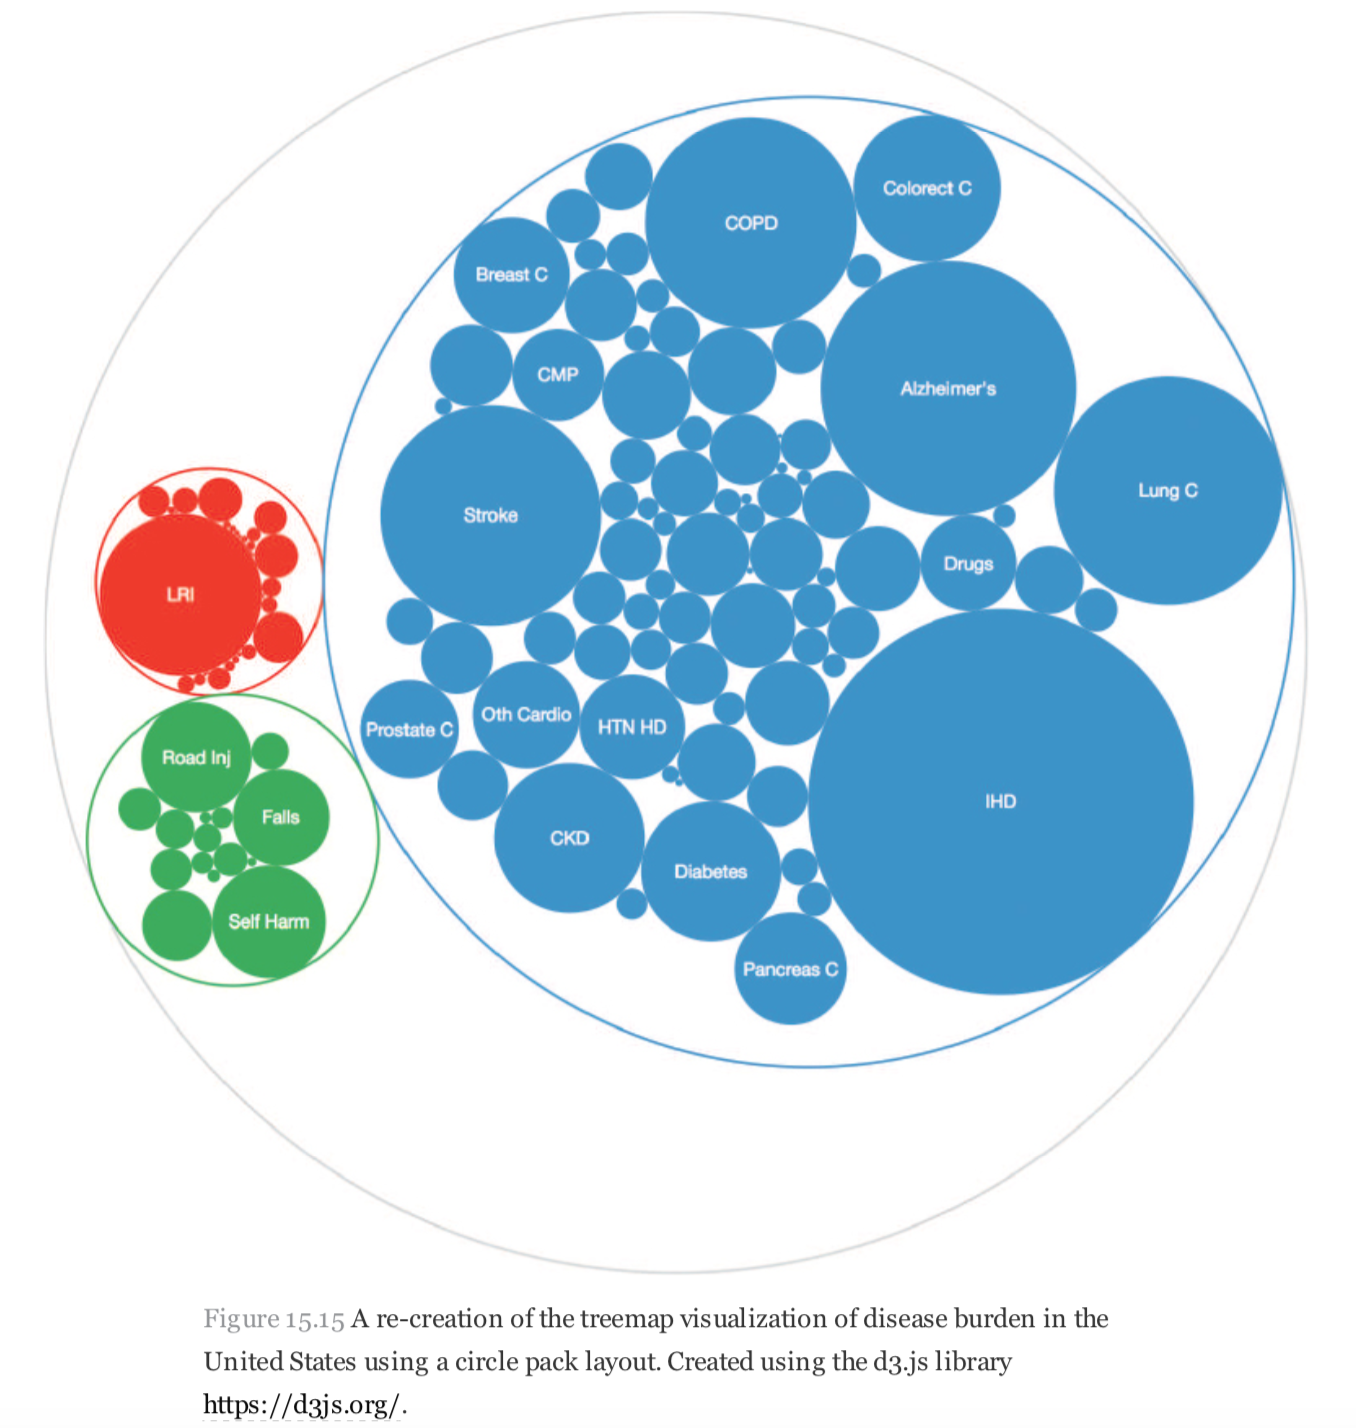 COPD
Colorect C
Breast C
CMP
Alzheimer's
Lung C
Stroke
Drugs
LRI
Prostate C
Oth Cardio
HTN HD
Road Inj
Falls
IHD
CKD
Diabetes
Self Harm
Pancreas C
Figure 15.15 A re-creation of the treemap visualization of disease burden in the
United States using a circle pack layout. Created using the d3.js library
https://d3js.org/.